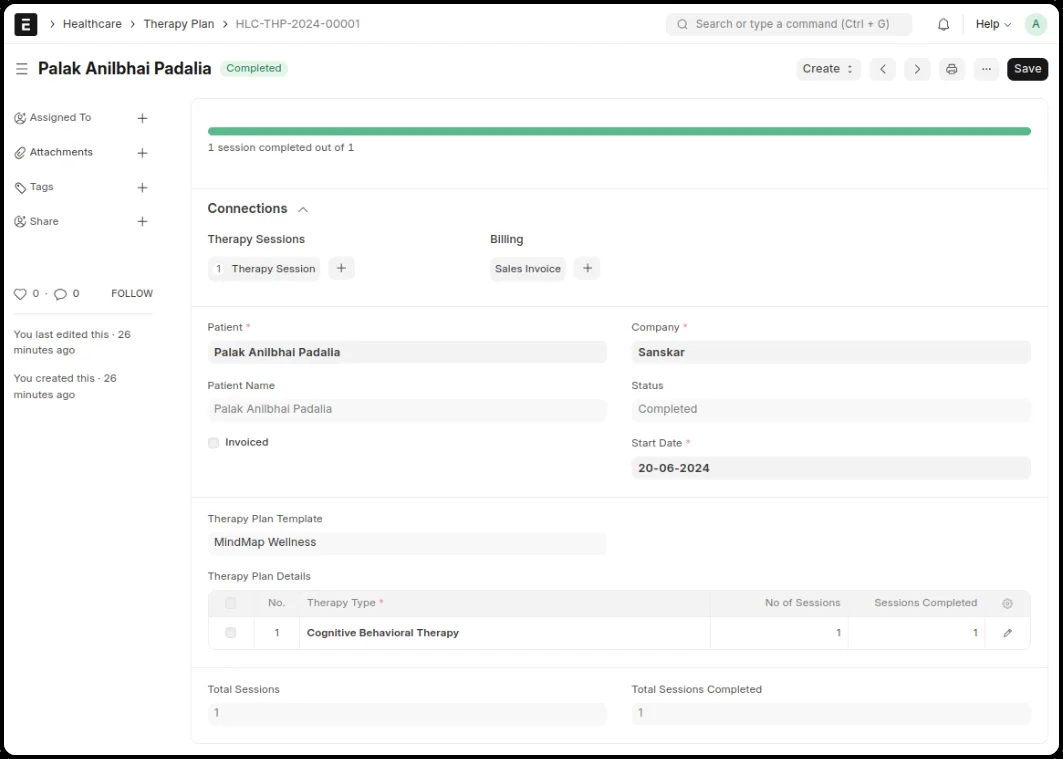 E > Healthcare > Therapy Plan > HLC-THP-2024-00001
Search or type a command (Ctrl + G)
Help
A
Palak Anilbhai Padalia
Completed
Create
...
Save
Assigned To +
Attachments +
Tags +
Share +
0 · 0 FOLLOW
You last edited this · 26
minutes ago
You created this · 26
minutes ago
1 session completed out of 1
Connections
Therapy Sessions
Billing
1 Therapy Session +
Sales Invoice +
Patient *
Company *
Palak Anilbhai Padalia
Sanskar
Patient Name
Status
Palak Anilbhai Padalia
Completed
Invoiced
Start Date *
20-06-2024
Therapy Plan Template
MindMap Wellness
Therapy Plan Details
No. Therapy Type * No of Sessions Sessions Completed
1 Cognitive Behavioral Therapy 1 1
Total Sessions
Total Sessions Completed
1
1